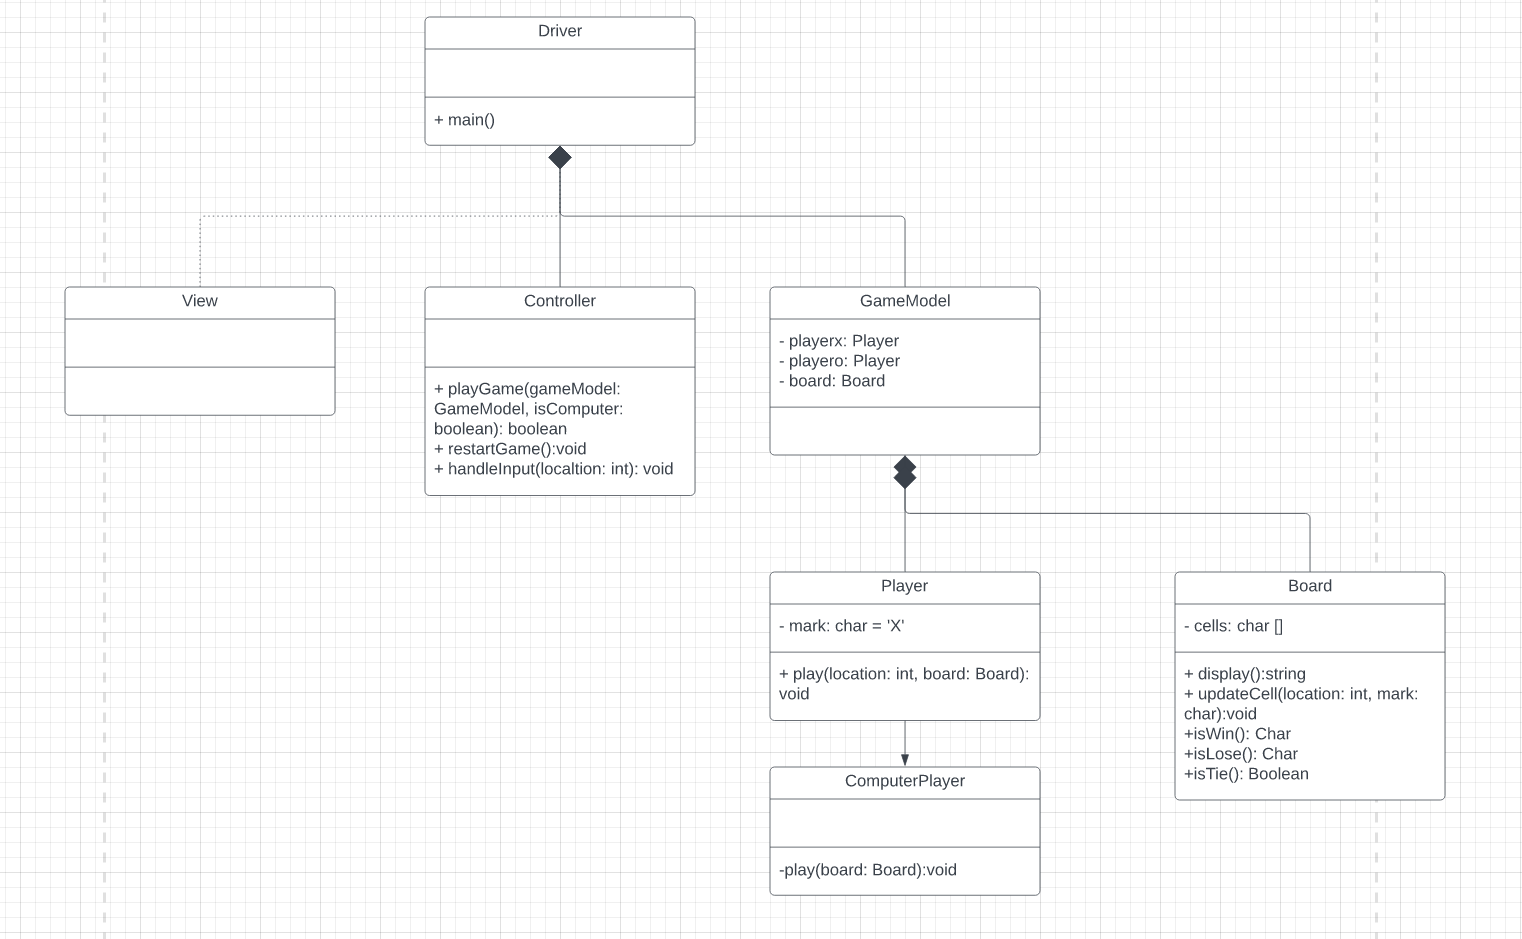 Driver
+ main()
View
Controller
+ playGame(gameModel:
GameModel, isComputer:
boolean): boolean
+ restartGame():void
+ handleInput(localtion: int): void
GameModel
- playerx: Player
- playero: Player
- board: Board
Player
- mark: char = 'X'
+ play(location: int, board: Board):
void
Board
- cells: char []
+ display():string
+ updateCell(location: int, mark:
char):void
+isWin(): Char
+isLose(): Char
+isTie(): Boolean
ComputerPlayer
-play(board: Board):void